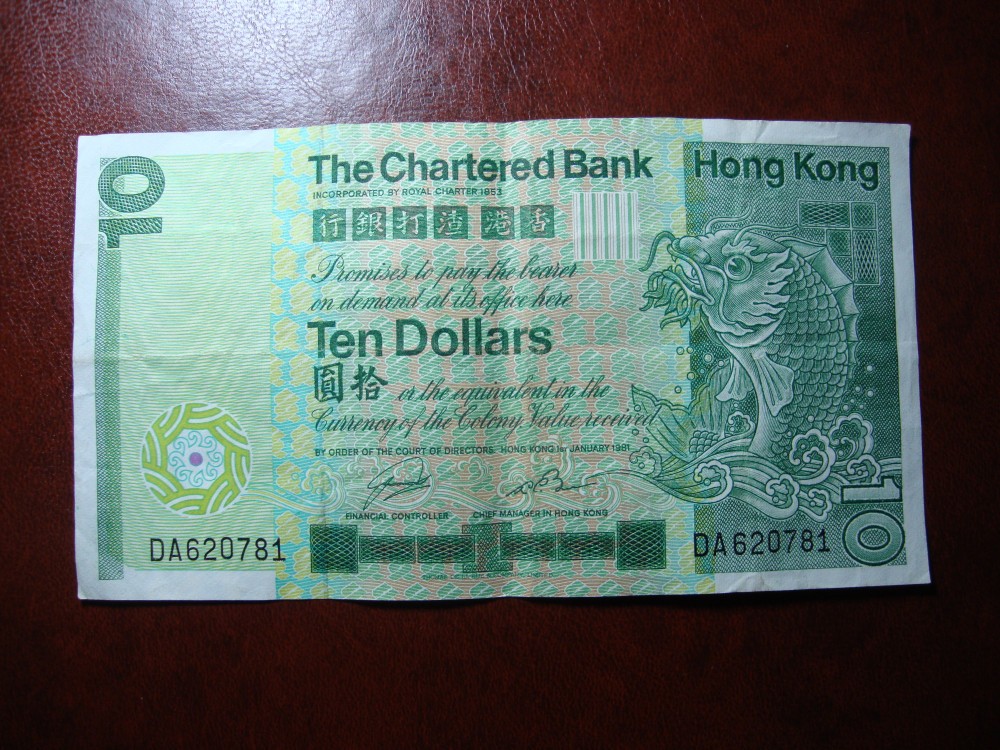 10
The Chartered Bank
Hong Kong
INCORPORATED BY ROYAL CHARTER 1853
行銀打渣港香
Promises to pay the bearer
on demand at its office here
Ten Dollars
圓拾
or the equivalent in the
Currency of the Colony Value received
BY ORDER OF THE COURT OF DIRECTORS HONG KONG 1ST JANUARY 1981
FINANCIAL CONTROLLER
CHIEF MANAGER IN HONG KONG
DA620781
DA620781
10